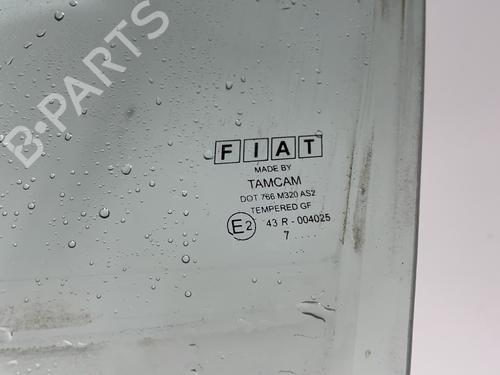 B-PARTS
FIAT
MADE BY
TAMCAM
DOT 766 M320 AS2
TEMPERED GF
E2 43 R - 004025
7